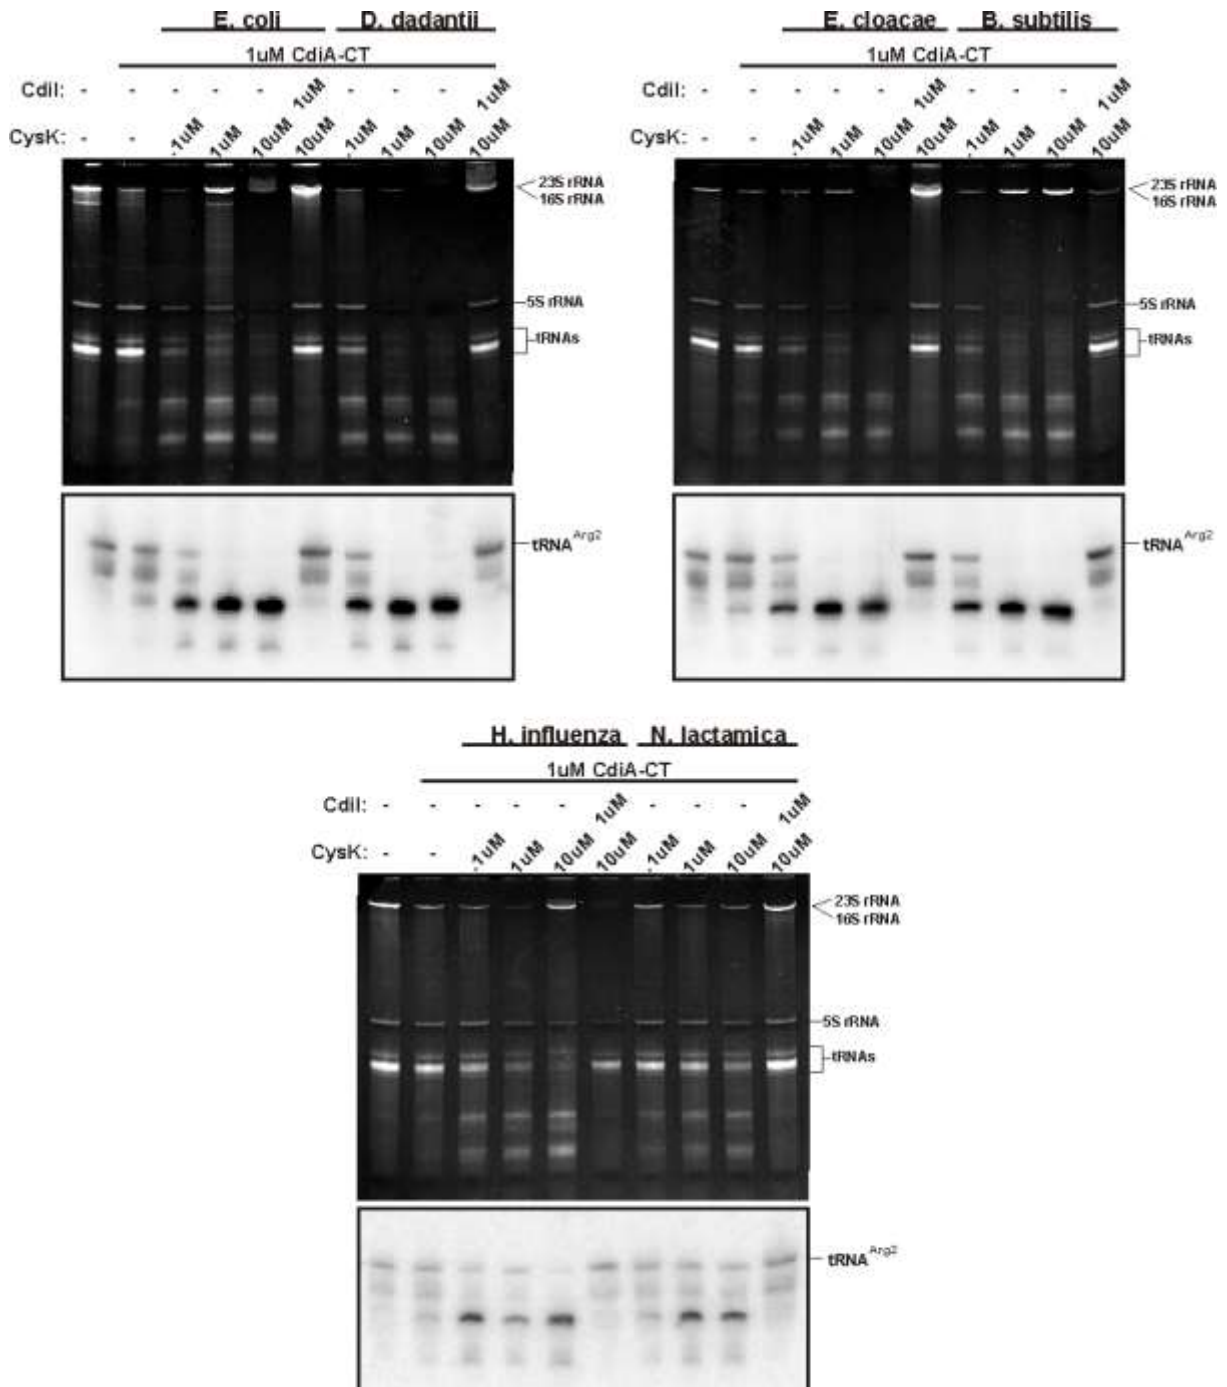 E. coli D. dadantii
1uM CdiA-CT
CdiI: - - - - - 1uM - - - 1uM
CysK: - - .1uM 1uM 10uM 10uM .1uM 1uM 10uM 10uM
23S rRNA
16S rRNA
5S rRNA
tRNAs
tRNA Arg2
E. cloacae B. subtilis
1uM CdiA-CT
CdiI: - - - - - 1uM - - - 1uM
CysK: - - .1uM 1uM 10uM 10uM .1uM 1uM 10uM 10uM
23S rRNA
16S rRNA
5S rRNA
tRNAs
tRNA Arg2
H. influenza N. lactamica
1uM CdiA-CT
CdiI: - - - - - 1uM - - - 1uM
CysK: - - .1uM 1uM 10uM 10uM .1uM 1uM 10uM 10uM
23S rRNA
16S rRNA
5S rRNA
tRNAs
tRNA Arg2